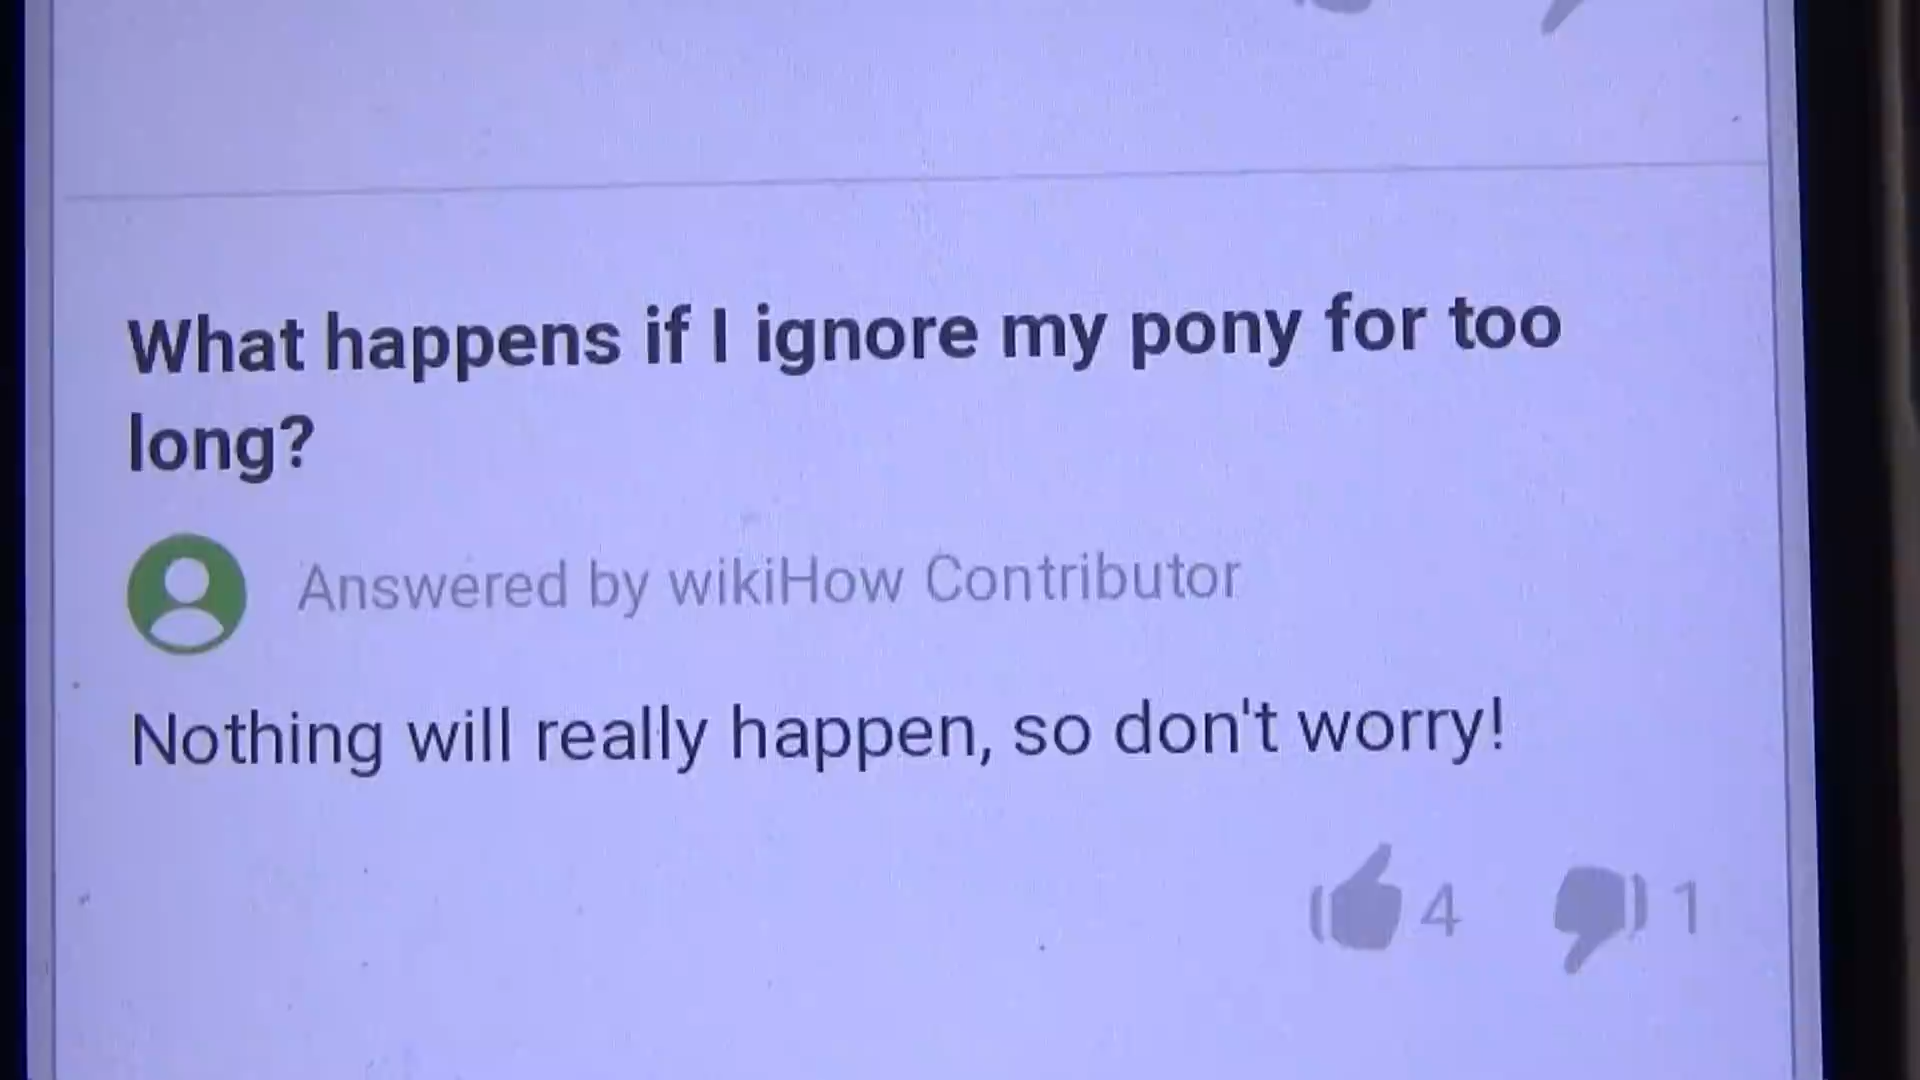 What happens if I ignore my pony for too
long?
Answered by wikiHow Contributor
Nothing will really happen, so don't worry!
4 1